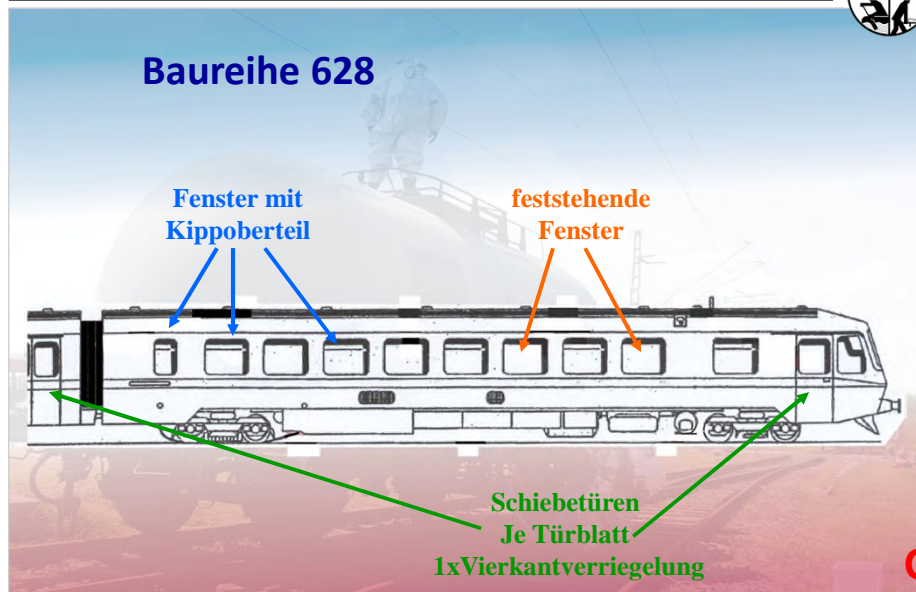 Baureihe 628
Fenster mit
Kippoberteil
feststehende
Fenster
Schiebetüren
Je Türblatt
1xVierkantverriegelung